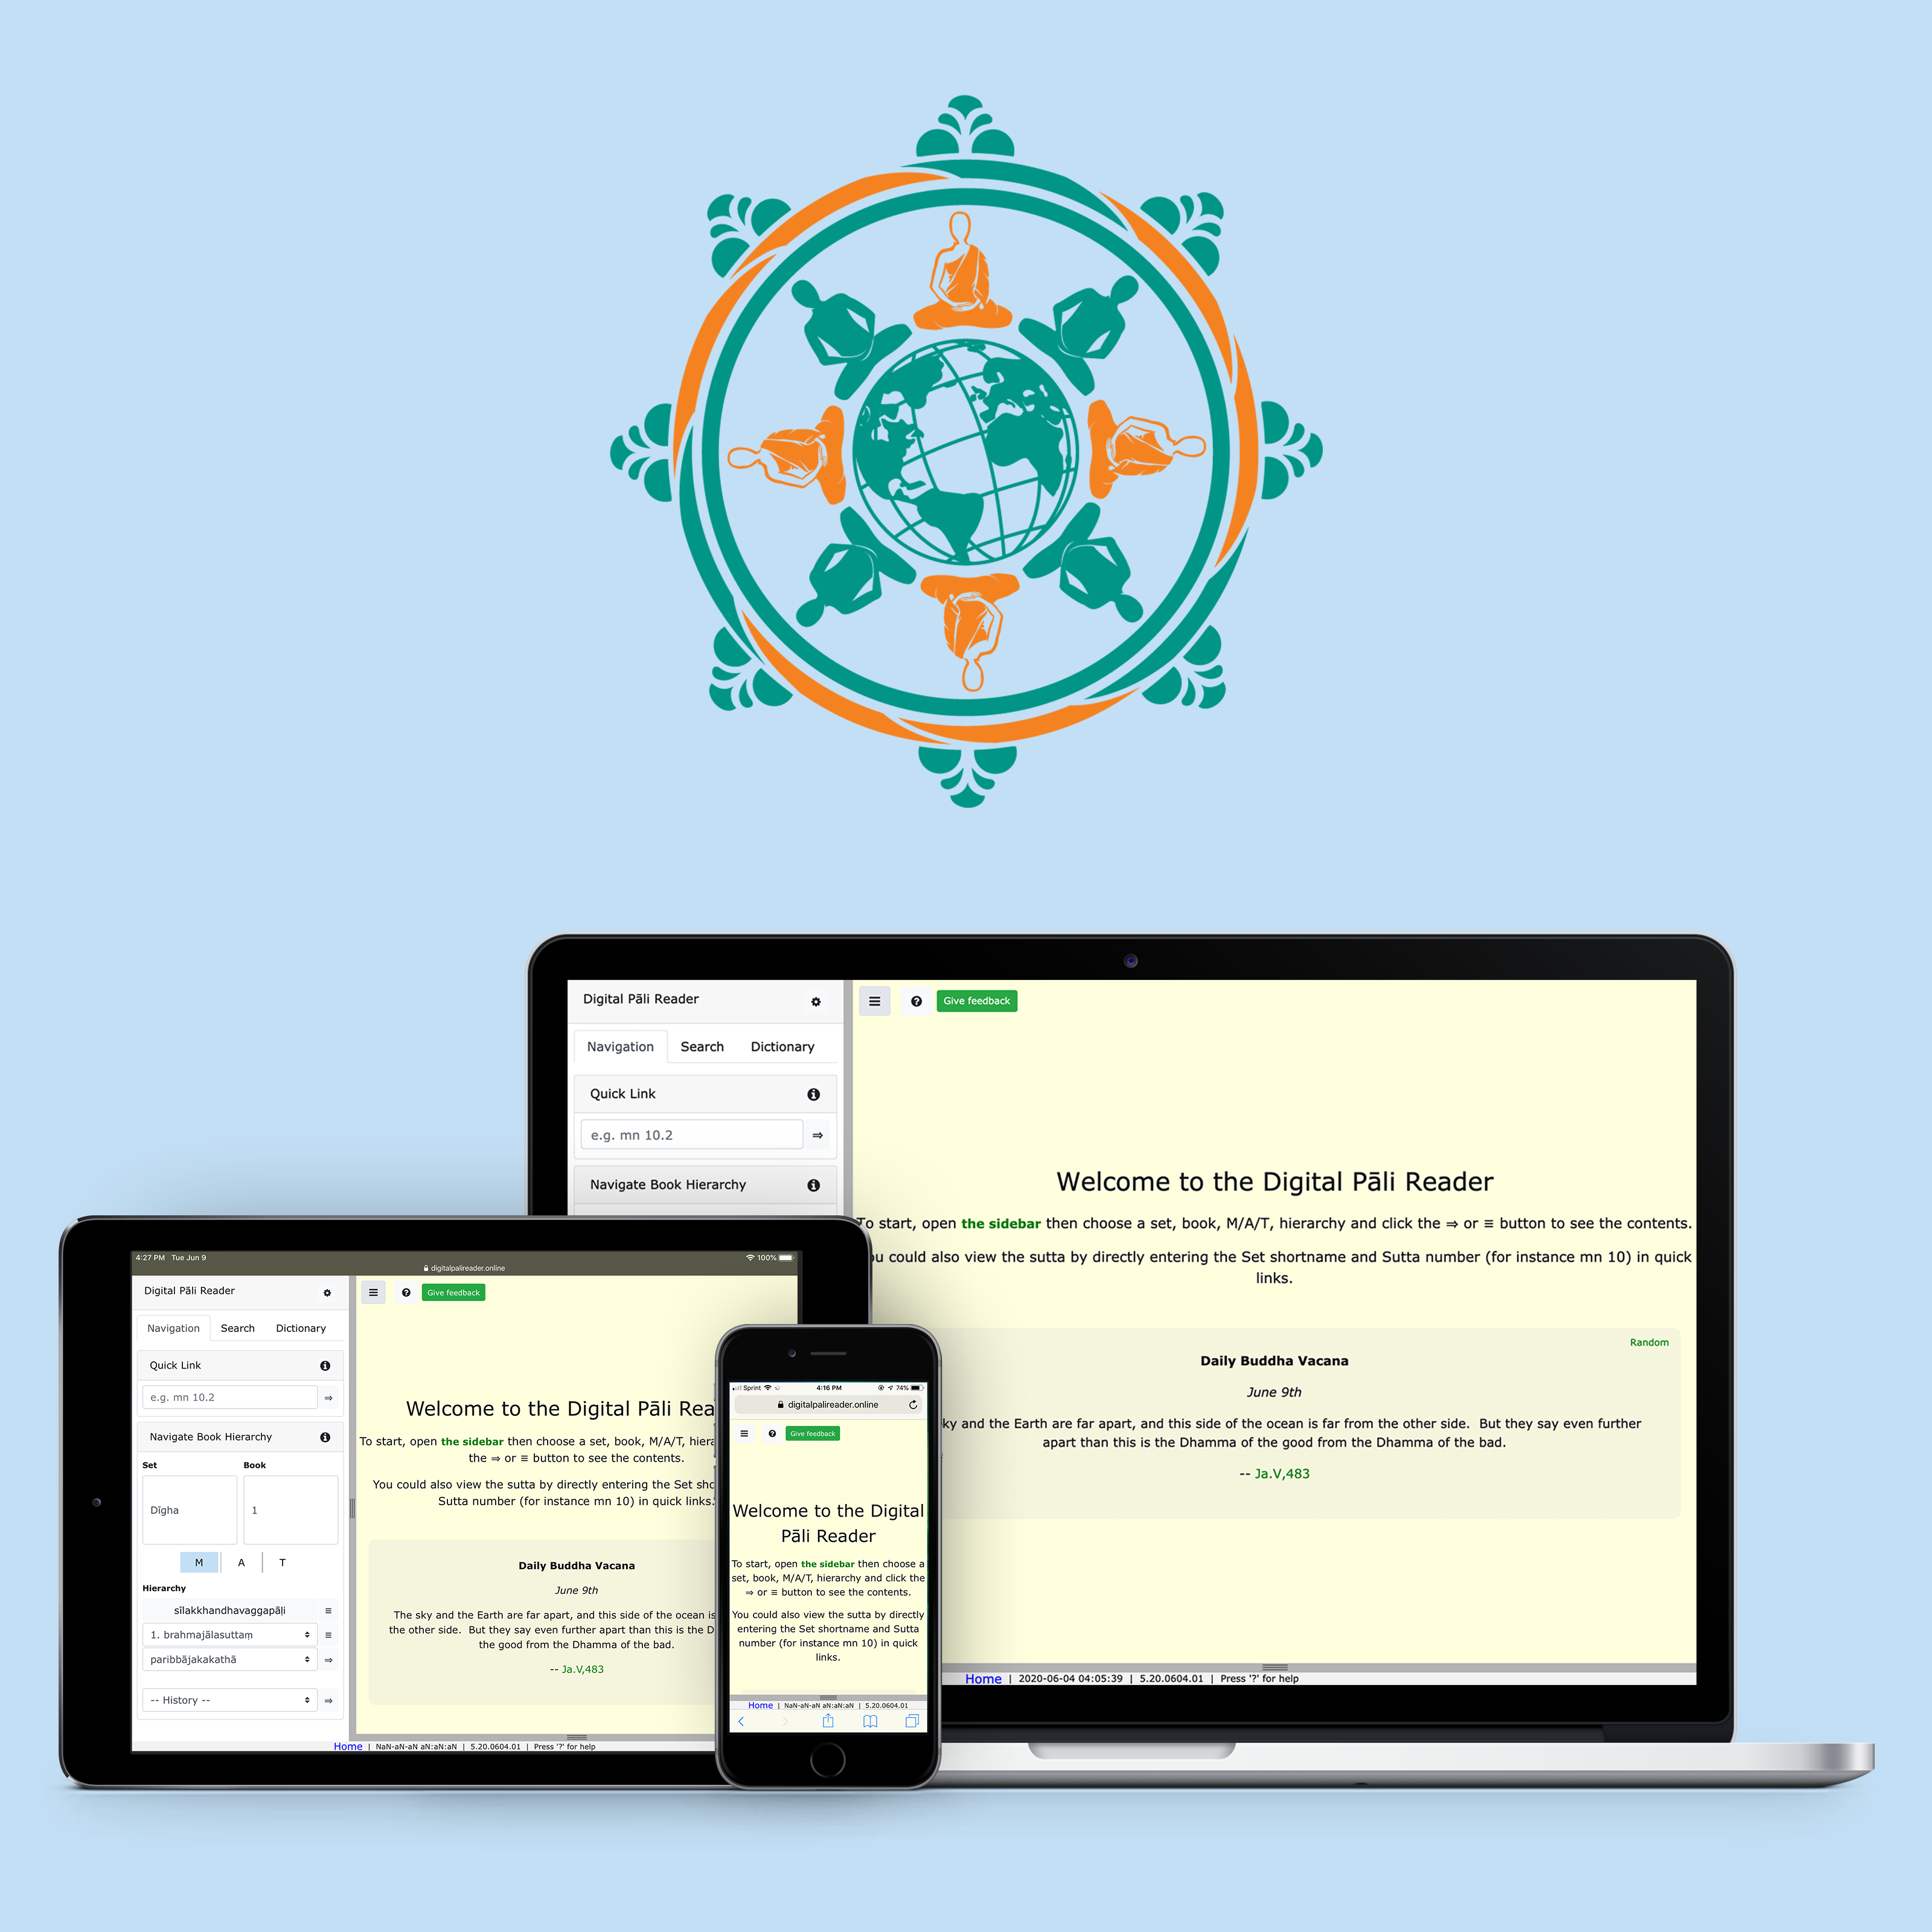 Digital Pāli Reader
Give feedback
Navigation Search Dictionary
Quick Link
e.g. mn 10.2 ⇒
Navigate Book Hierarchy
Welcome to the Digital Pāli Reader
To start, open the sidebar then choose a set, book, M/A/T, hierarchy and click the ⇒ or ≡ button to see the contents.
could also view the sutta by directly entering the Set shortname and Sutta number (for instance mn 10) in quick
links.
Random
Daily Buddha Vacana
June 9th
and the Earth are far apart, and this side of the ocean is far from the other side. But they say even further
apart than this is the Dhamma of the good from the Dhamma of the bad.
-- Ja.V,483
Home | 2020-06-04 04:05:39 | 5.20.0604.01 | Press '?' for help
4:27 PM Tue Jun 9 100%
digitalpalireader.online
Digital Pāli Reader
Give feedback
Navigation Search Dictionary
Quick Link
e.g. mn 10.2 ⇒
Navigate Book Hierarchy
Set Book
Dīgha 1
M A T
Hierarchy
sīlakkhandhavaggapāḷi ≡
1. brahmajālasuttaṃ ≡
paribbājakakathā ⇒
-- History -- ⇒
Welcome to the Digital Pāli
To start, open the sidebar then choose a set, book, M/A/T,
the ⇒ or ≡ button to see the contents.
You could also view the sutta by directly entering the Set
Sutta number (for instance mn 10) in quick links.
Daily Buddha Vacana
June 9th
The sky and the Earth are far apart, and this side of the ocean is
the other side. But they say even further apart than this is the
the good from the Dhamma of the bad.
-- Ja.V,483
Home | NaN-aN-aN aN:aN:aN | 5.20.0604.01 | Press '?' for help
Sprint 4:16 PM 74%
digitalpalireader.online
Give feedback
Welcome to the Digital
Pāli Reader
To start, open the sidebar then choose a
set, book, M/A/T, hierarchy and click the
⇒ or ≡ button to see the contents.
You could also view the sutta by directly
entering the Set shortname and Sutta
number (for instance mn 10) in quick
links.
Home | NaN-aN-aN aN:aN:aN | 5.20.0604.01